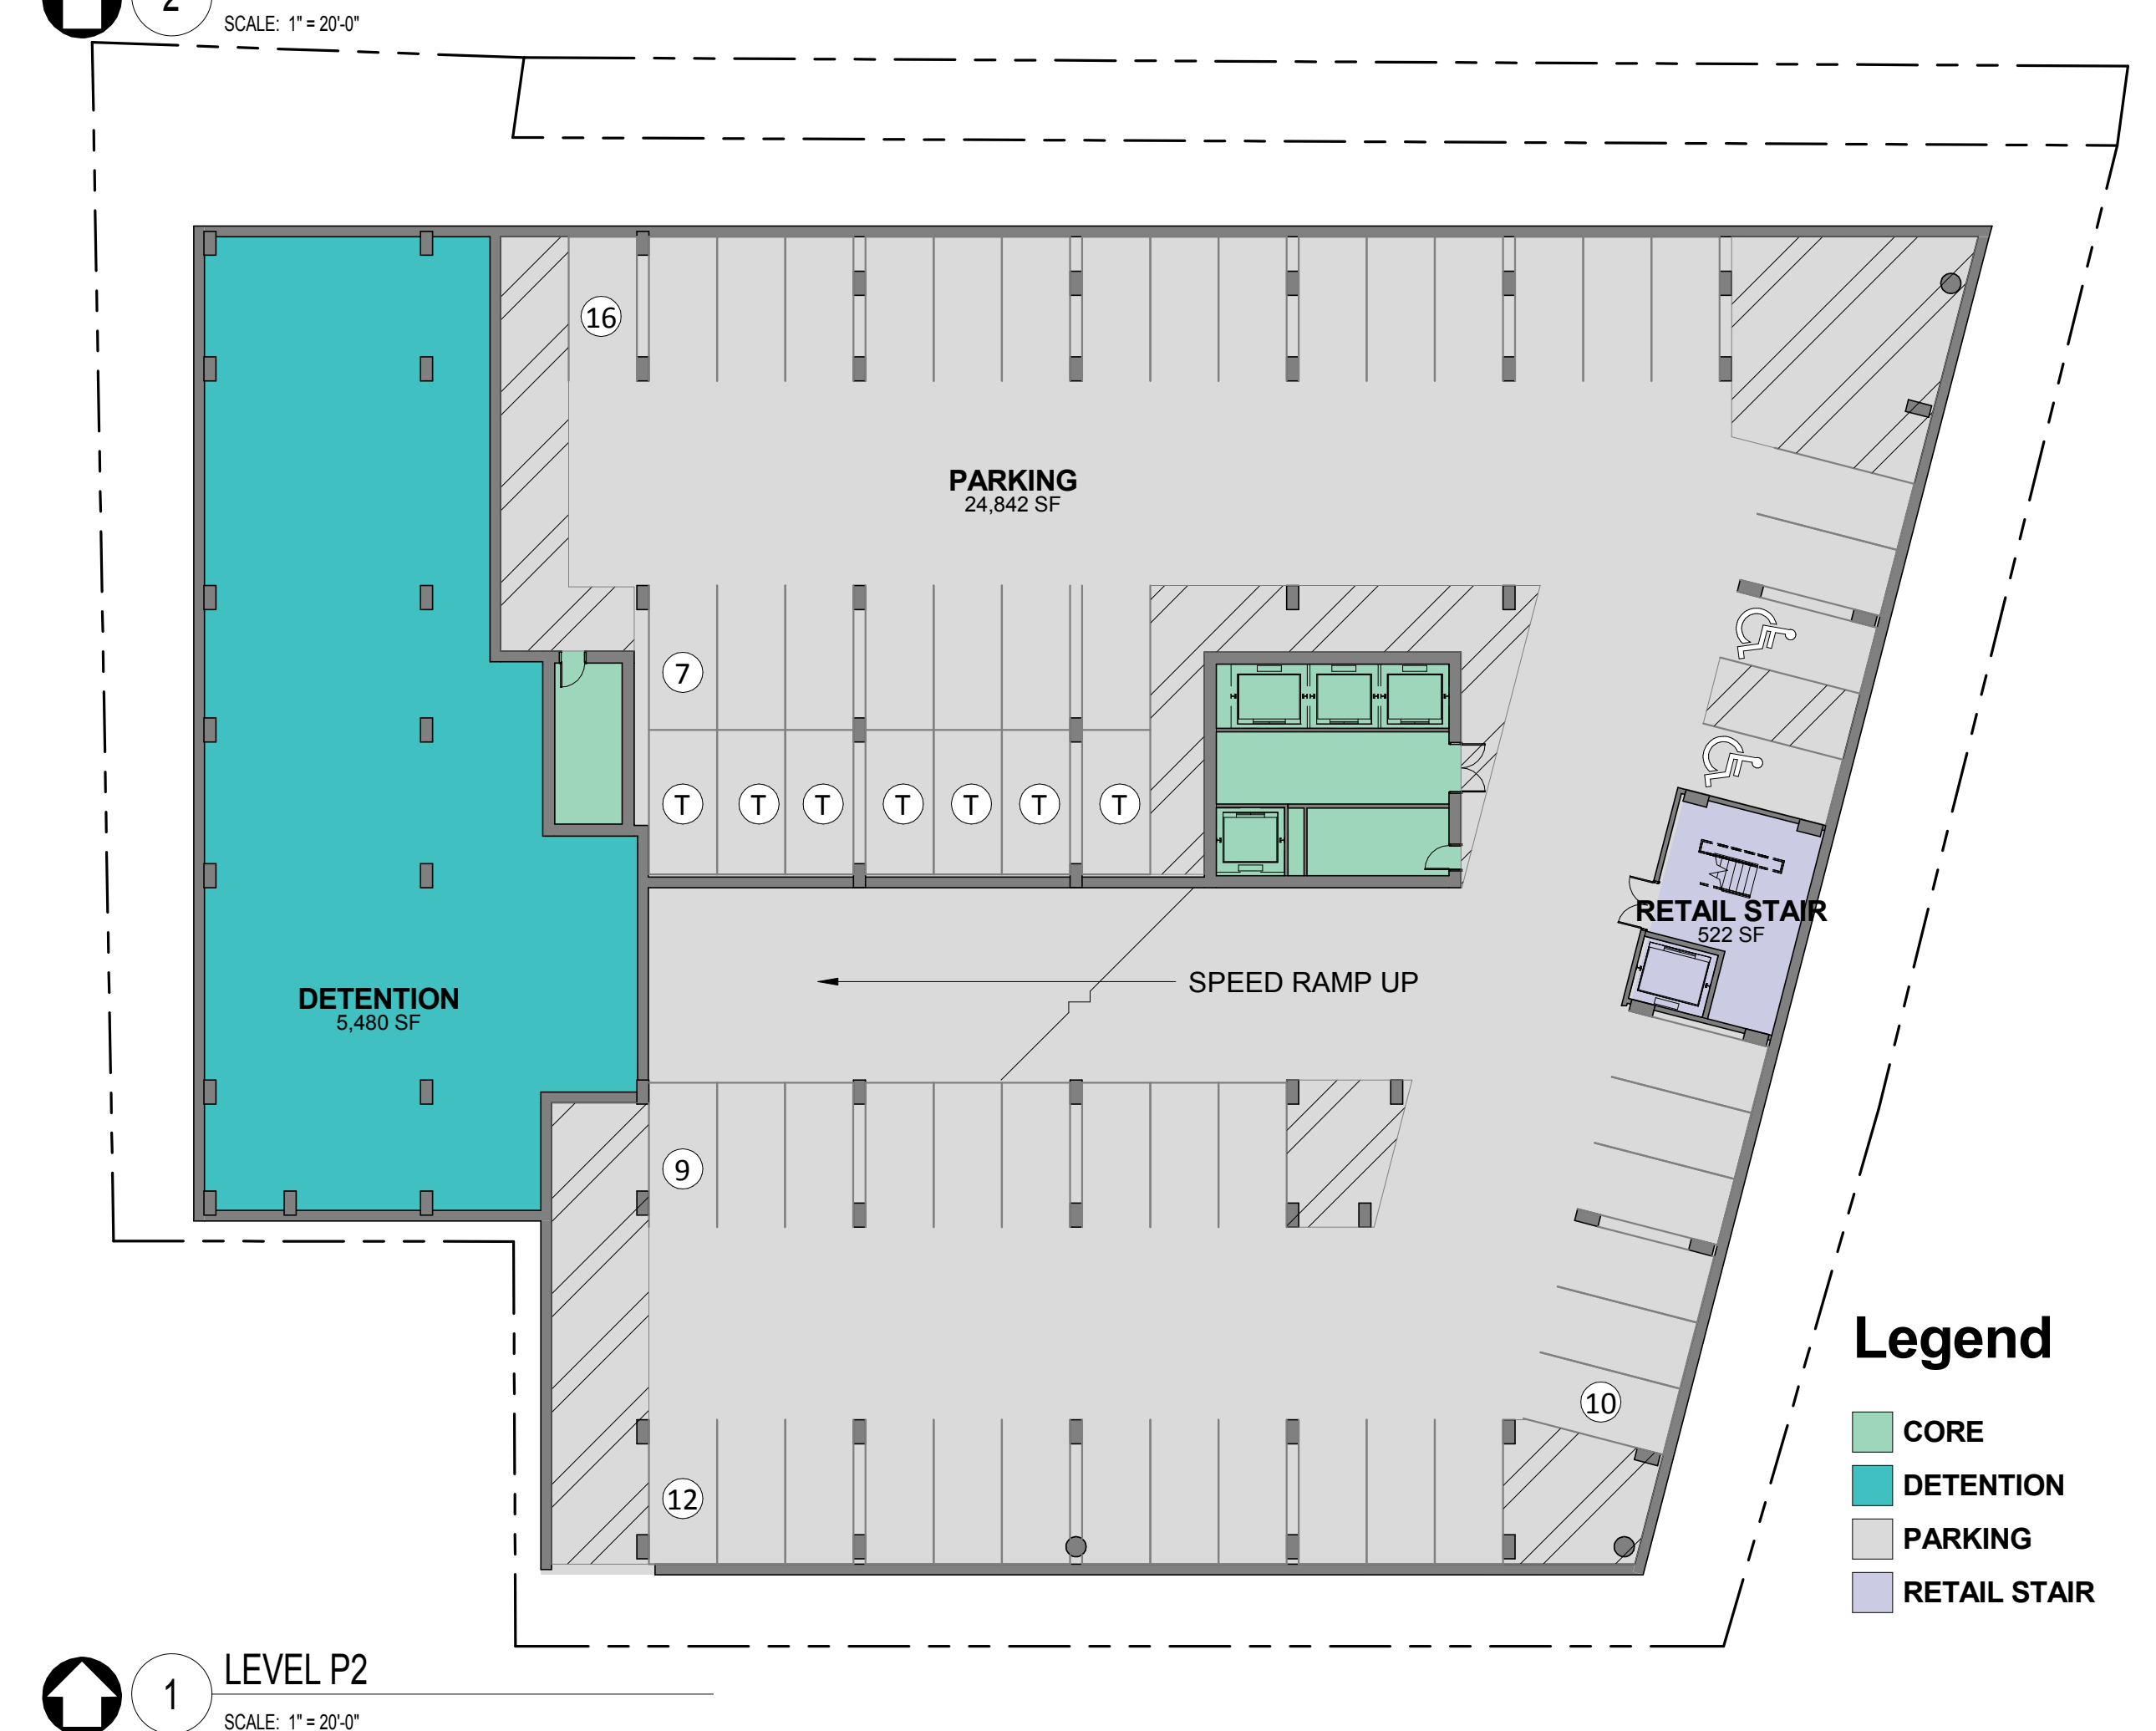 2
SCALE: 1" = 20'-0"
16
PARKING
24,842 SF
7
T T T T T T T
RETAIL STAIR
522 SF
SPEED RAMP UP
DETENTION
5,480 SF
9
10
12
Legend
CORE
DETENTION
PARKING
RETAIL STAIR
1
LEVEL P2
SCALE: 1" = 20'-0"